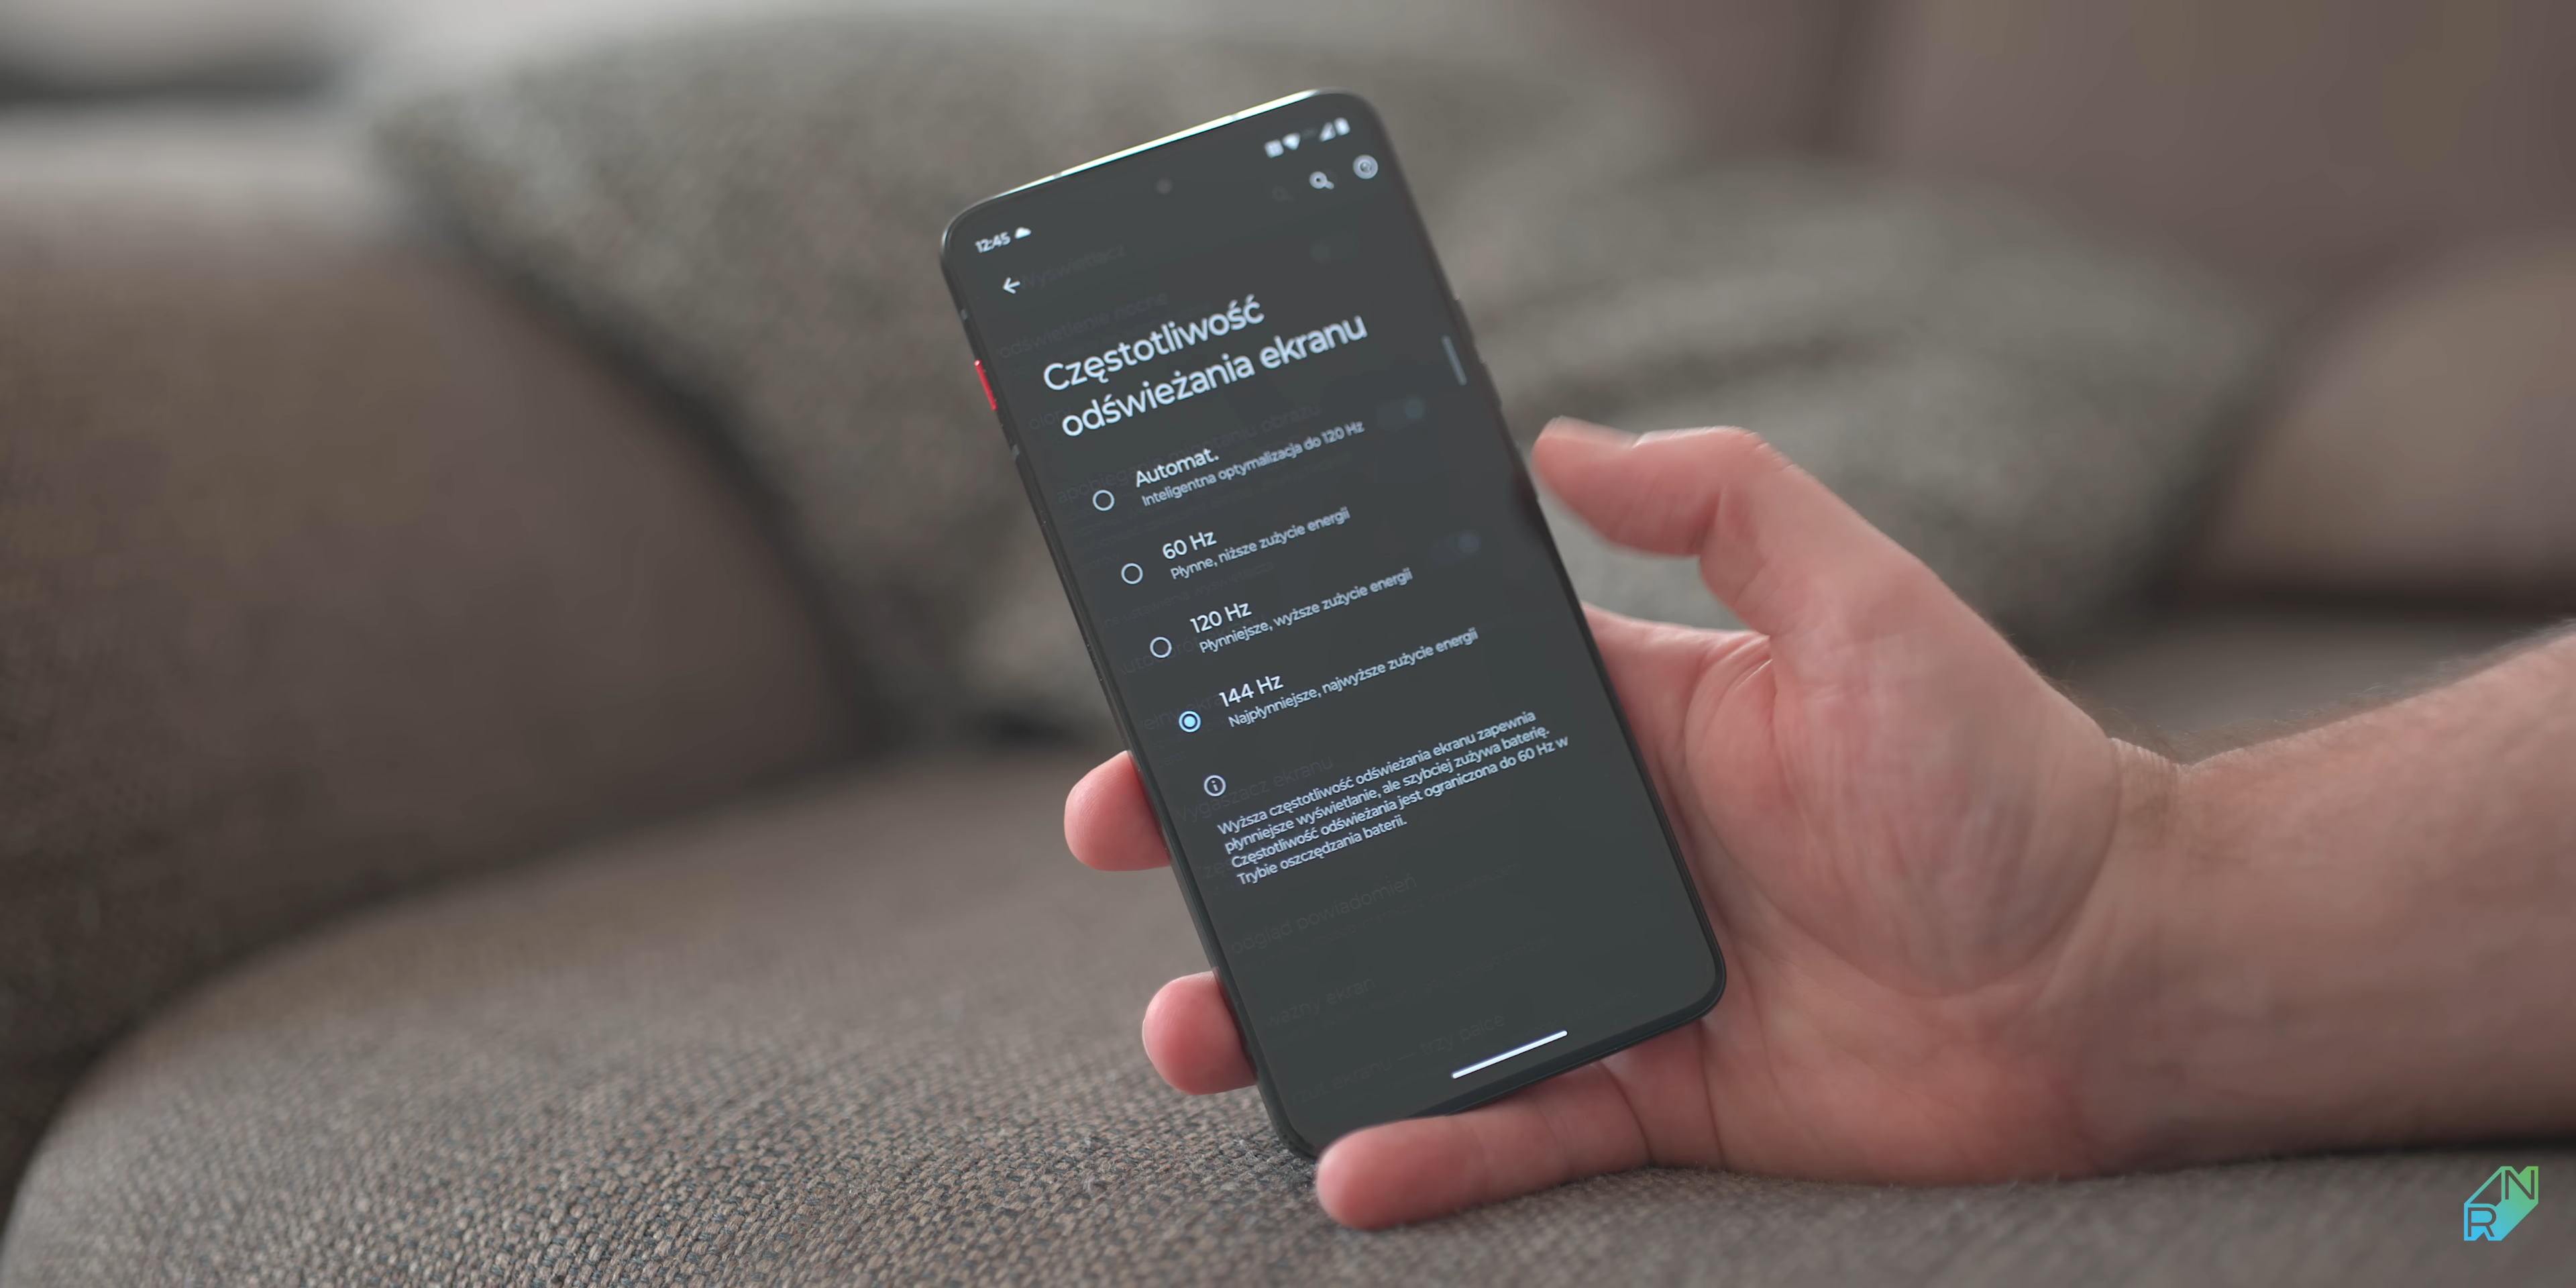 12:45
Częstotliwość
odświeżania ekranu
Automat.
Inteligentna optymalizacja do 120 Hz
60 Hz
Płynne, niższe zużycie energii
120 Hz
Płynniejsze, wyższe zużycie energii
144 Hz
Najpłynniejsze, najwyższe zużycie energii
Wyższa częstotliwość odświeżania ekranu zapewnia
płynniejsze wyświetlanie, ale szybciej zużywa baterię.
Częstotliwość odświeżania jest ograniczona do 60 Hz w
Trybie oszczędzania baterii.
RN